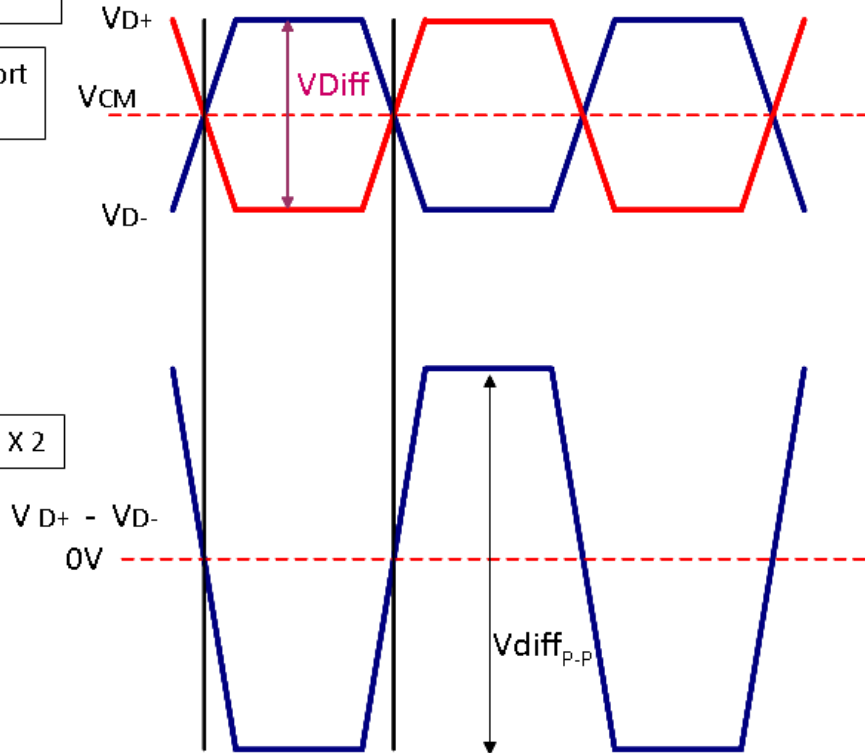 VD+
ort
VCM
VDiff
VD-
X 2
V D+ - VD-
0V
VdiffP-P